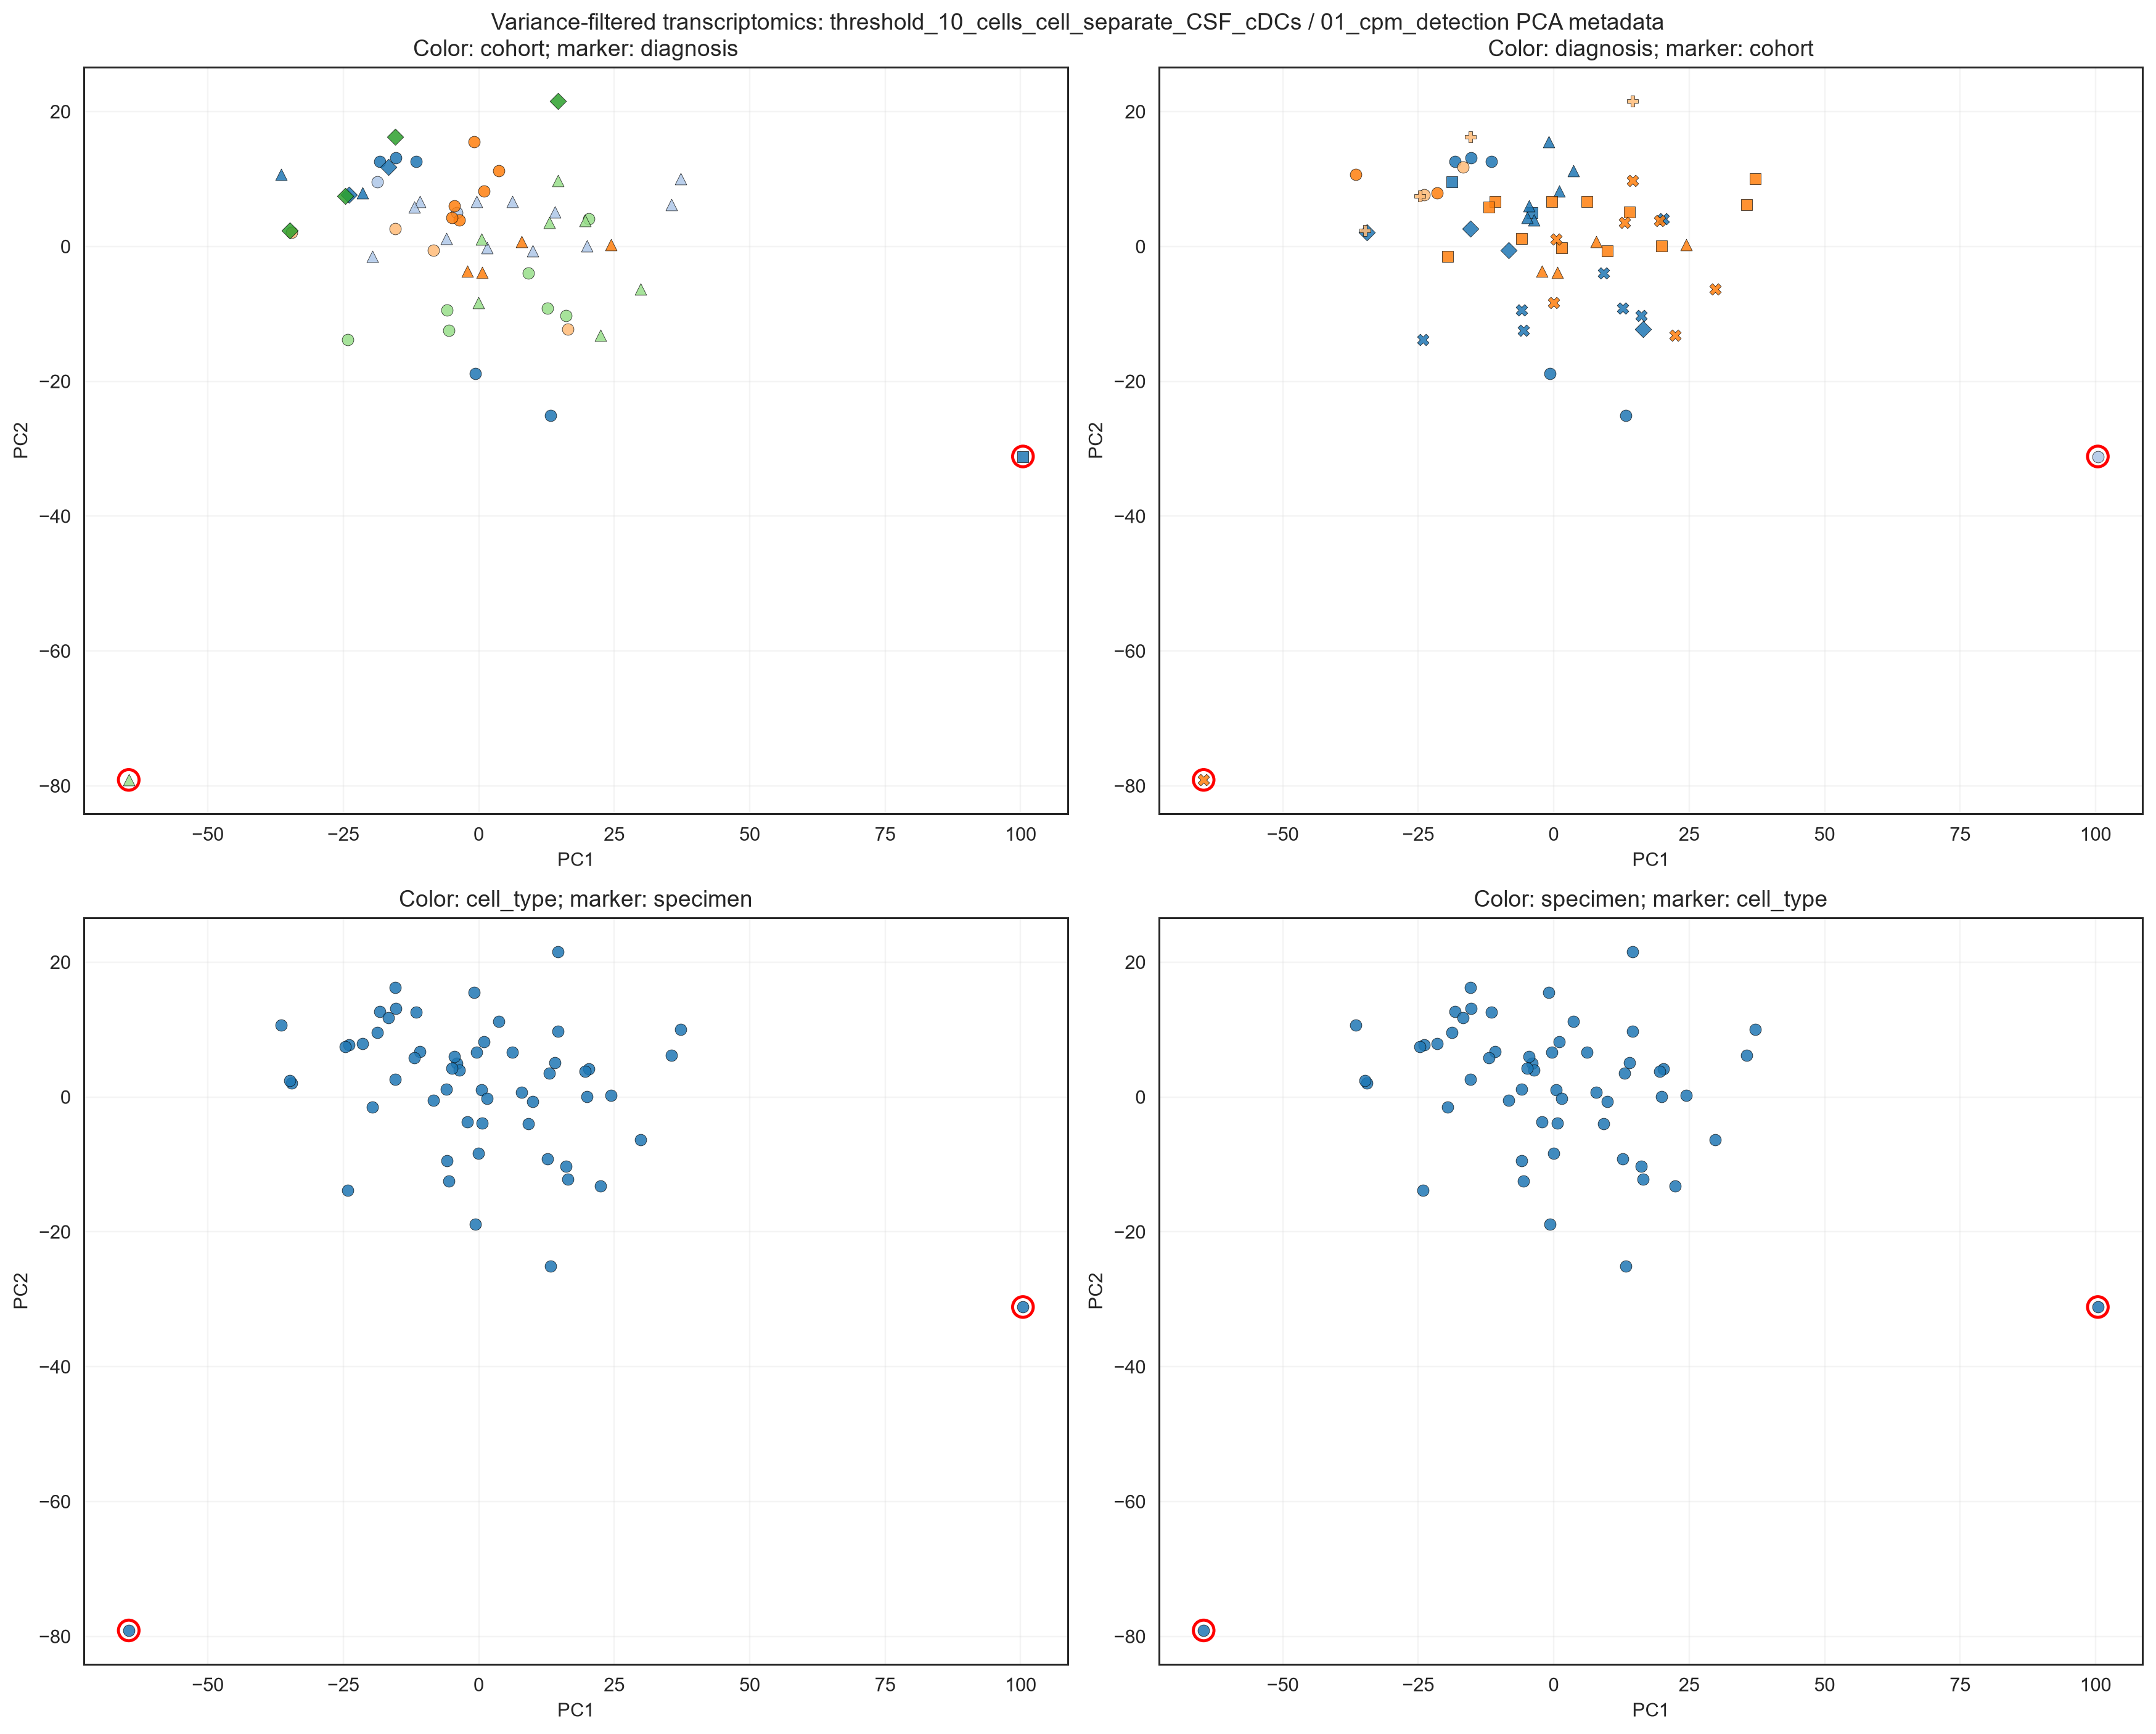 Variance-filtered transcriptomics: threshold_10_cells_cell_separate_CSF_cDCs / 01_cpm_detection PCA metadata
Color: cohort; marker: diagnosis
20
0
−20
−40
−60
−80
PC2
−50 −25 0 25 50 75 100
PC1
Color: diagnosis; marker: cohort
20
0
−20
−40
−60
−80
PC2
−50 −25 0 25 50 75 100
PC1
Color: cell_type; marker: specimen
20
0
−20
−40
−60
−80
PC2
−50 −25 0 25 50 75 100
PC1
Color: specimen; marker: cell_type
20
0
−20
−40
−60
−80
PC2
−50 −25 0 25 50 75 100
PC1